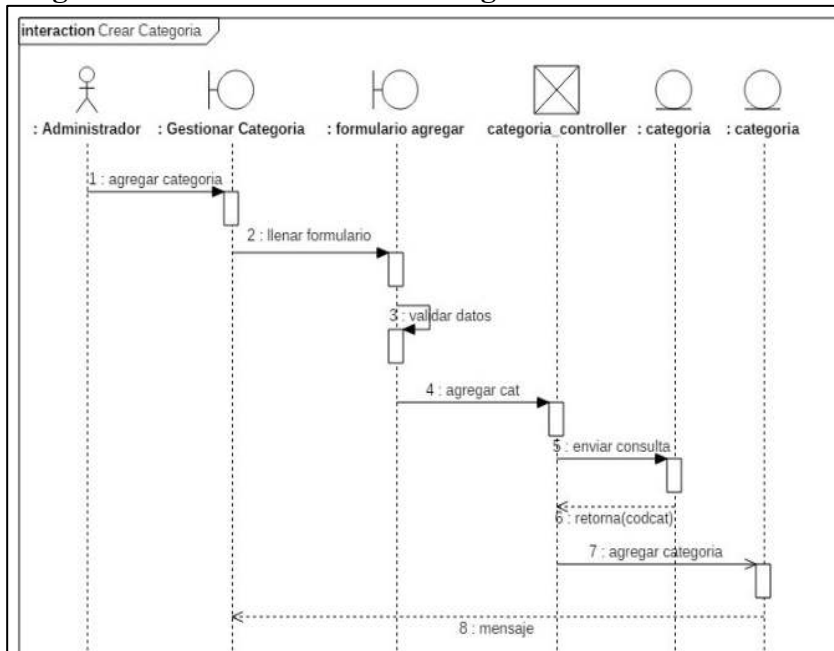 interaction Crear Categoria
: Administrador
: Gestionar Categoria
: formulario agregar
categoria_controller
: categoria
: categoria
1 : agregar categoria
2 : llenar formulario
3 : validar datos
4 : agregar cat
5 : enviar consulta
6 : retorna(codcat)
7 : agregar categoria
8 : mensaje